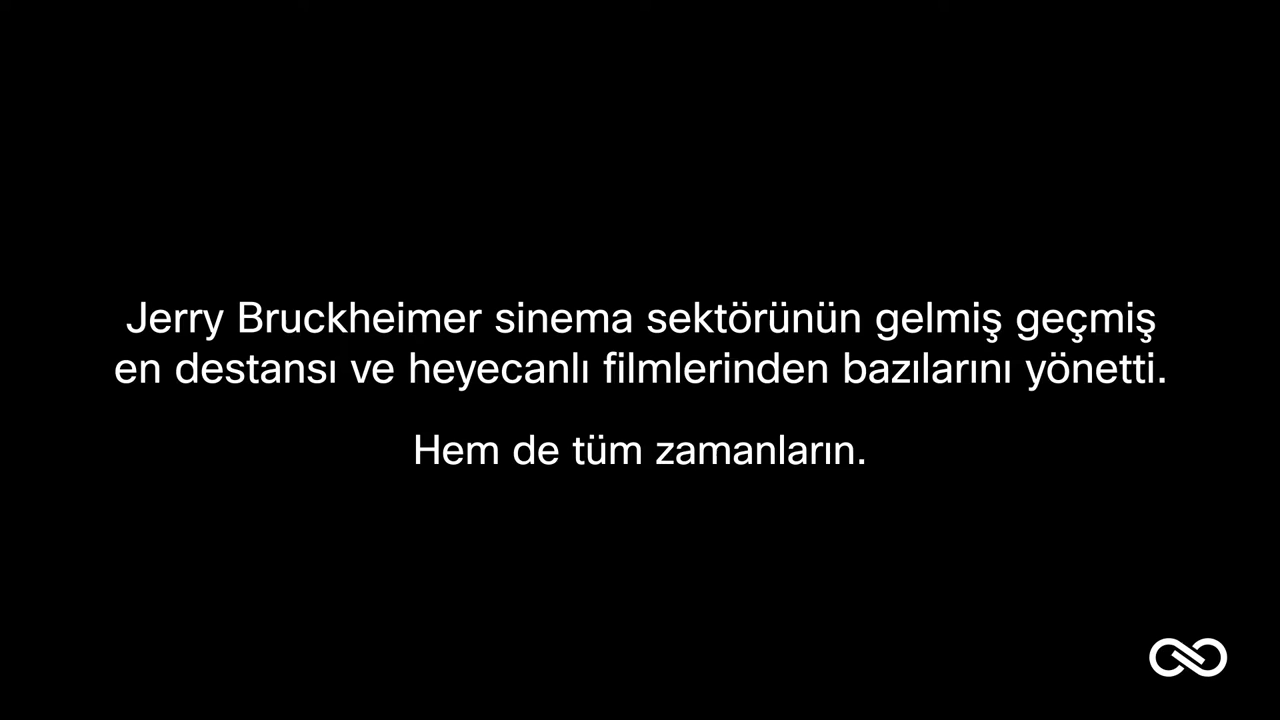 Jerry Bruckheimer sinema sektörünün gelmiş geçmiş
en destansı ve heyecanlı filmlerinden bazılarını yönetti.
Hem de tüm zamanların.